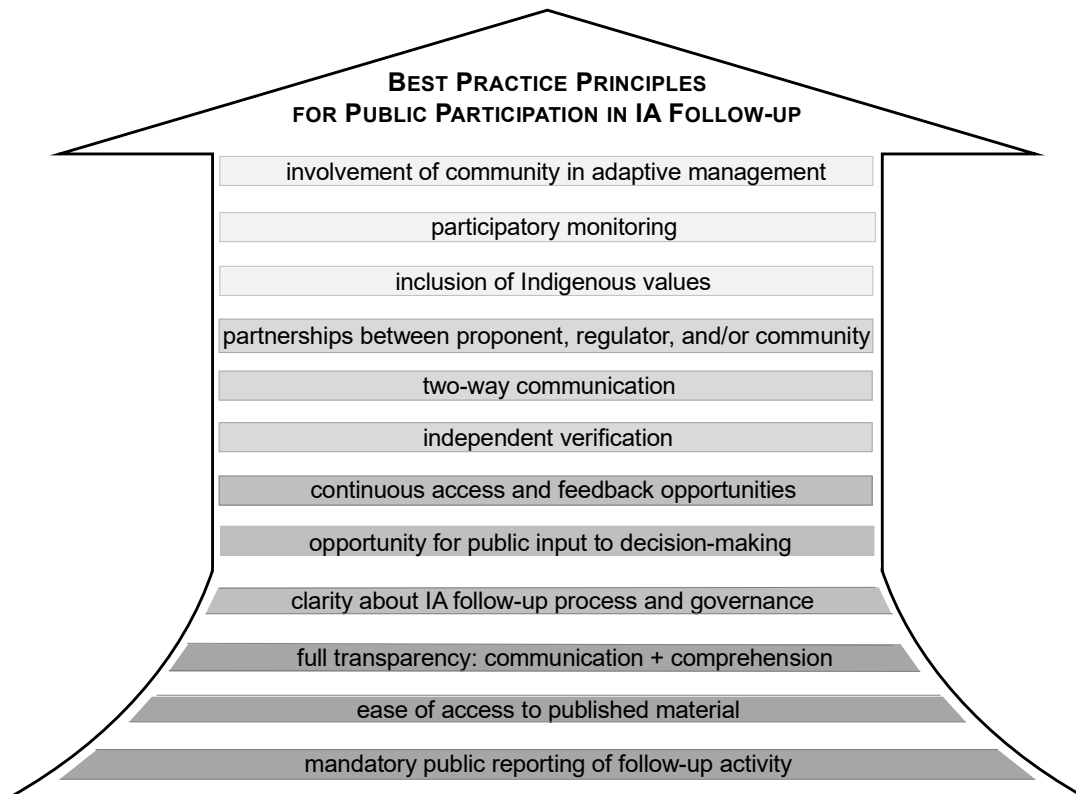 BEST PRACTICE PRINCIPLES
FOR PUBLIC PARTICIPATION IN IA FOLLOW-UP
involvement of community in adaptive management
participatory monitoring
inclusion of Indigenous values
partnerships between proponent, regulator, and/or community
two-way communication
independent verification
continuous access and feedback opportunities
opportunity for public input to decision-making
clarity about IA follow-up process and governance
full transparency: communication + comprehension
ease of access to published material
mandatory public reporting of follow-up activity